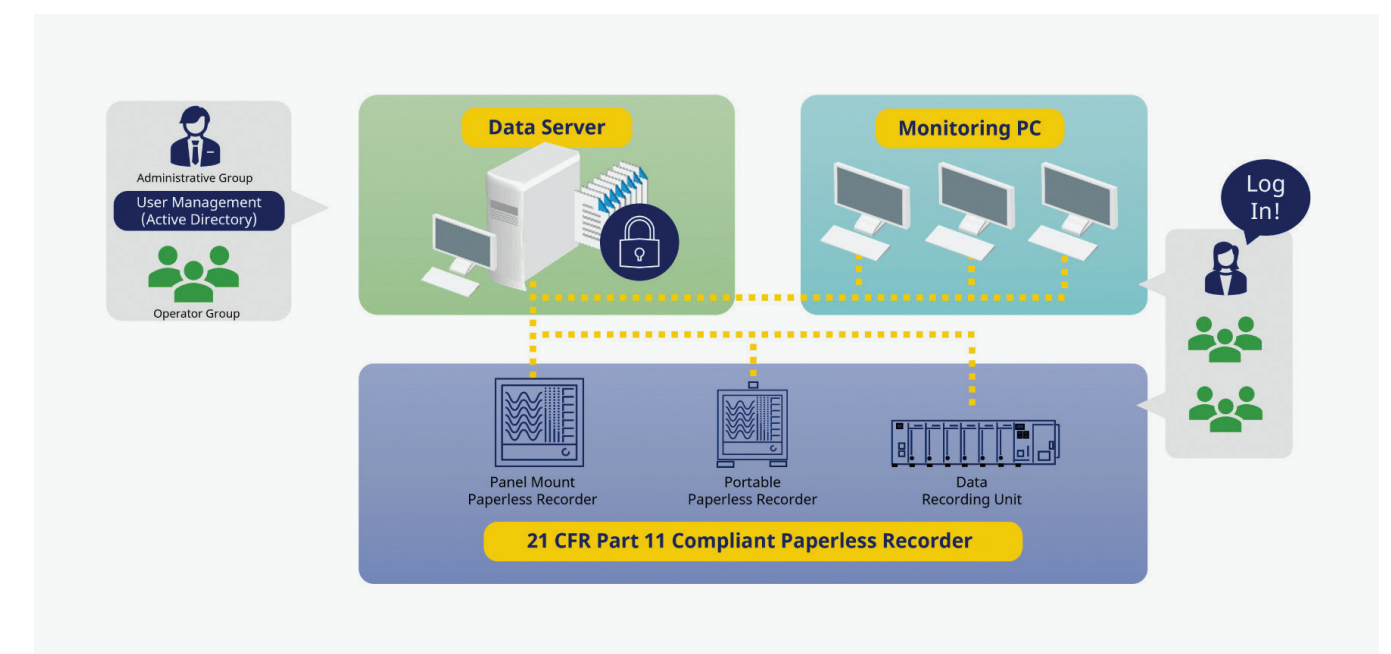 Administrative Group
User Management
(Active Directory)
Operator Group
Data Server
Monitoring PC
Log
In!
Panel Mount
Paperless Recorder
Portable
Paperless Recorder
Data
Recording Unit
21 CFR Part 11 Compliant Paperless Recorder